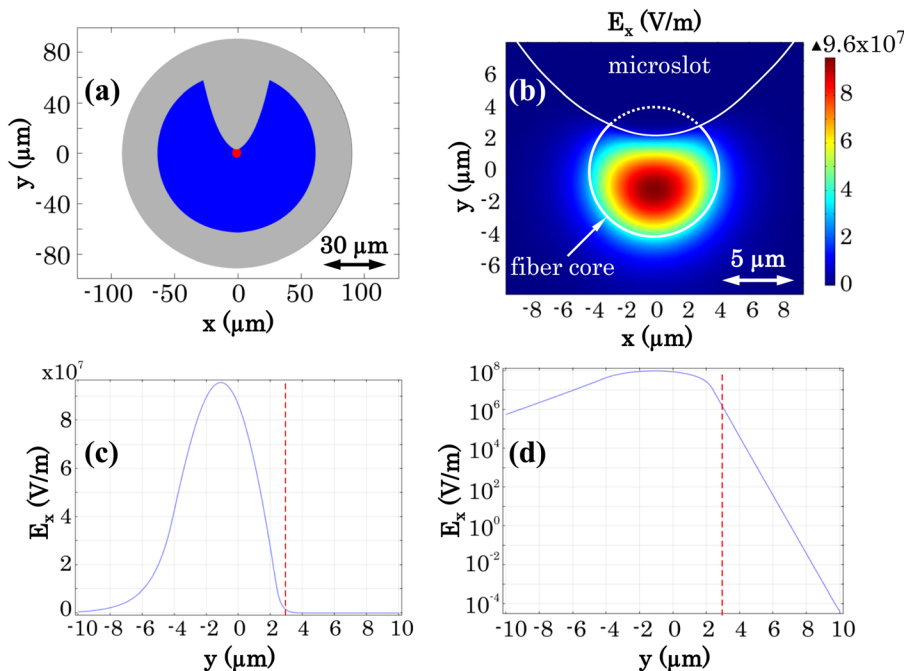 (a)
y (µm)
80
40
0
-40
-80
30 µm
-100
-50
0
50
100
x (µm)
Eₓ (V/m)
▲9.6x10⁷
microslot
(b)
y (µm)
6
4
2
0
-2
-4
-6
fiber core
5 µm
-8 -6 -4 -2 0 2 4 6 8
x (µm)
8
6
4
2
0
x10⁷
(c)
Eₓ (V/m)
8
6
4
2
0
-10 -8 -6 -4 -2 0 2 4 6 8 10
y (µm)
(d)
Eₓ (V/m)
10⁸
10⁶
10⁴
10²
10⁰
10⁻²
10⁻⁴
-10 -8 -6 -4 -2 0 2 4 6 8 10
y (µm)